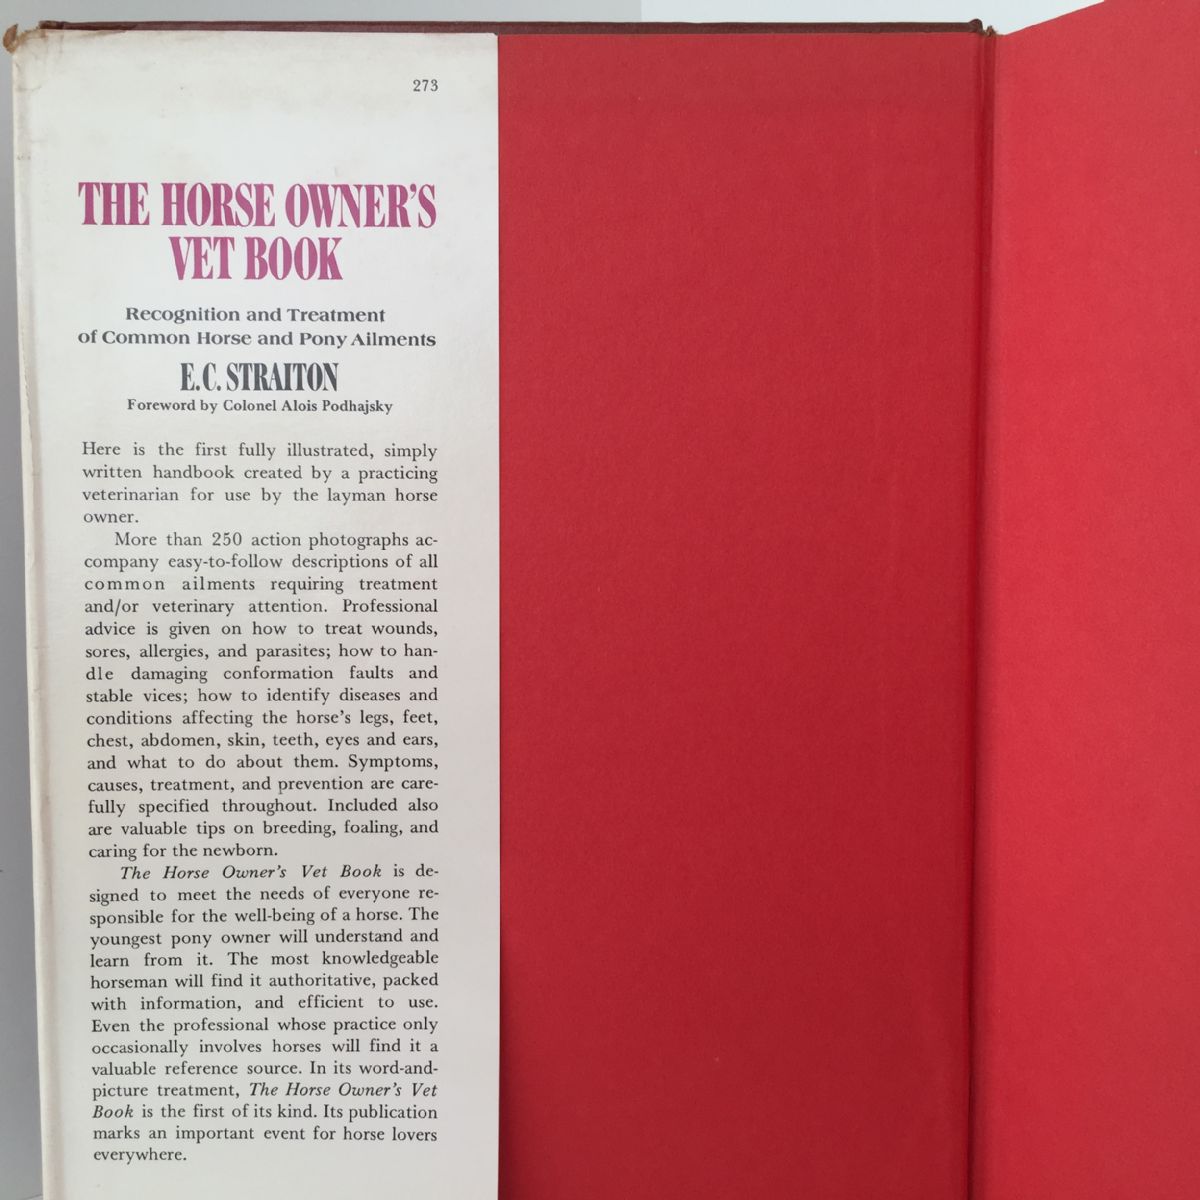 273
THE HORSE OWNER'S
VET BOOK
Recognition and Treatment
of Common Horse and Pony Ailments
E.C. STRAITON
Foreword by Colonel Alois Podhajsky
Here is the first fully illustrated, simply
written handbook created by a practicing
veterinarian for use by the layman horse
owner.
More than 250 action photographs ac-
company easy-to-follow descriptions of all
common ailments requiring treatment
and/or veterinary attention. Professional
advice is given on how to treat wounds,
sores, allergies, and parasites; how to han-
dle damaging conformation faults and
stable vices; how to identify diseases and
conditions affecting the horse's legs, feet,
chest, abdomen, skin, teeth, eyes and ears,
and what to do about them. Symptoms,
causes, treatment, and prevention are care-
fully specified throughout. Included also
are valuable tips on breeding, foaling, and
caring for the newborn.
The Horse Owner's Vet Book is de-
signed to meet the needs of everyone re-
sponsible for the well-being of a horse. The
youngest pony owner will understand and
learn from it. The most knowledgeable
horseman will find it authoritative, packed
with information, and efficient to use.
Even the professional whose practice only
occasionally involves horses will find it a
valuable reference source. In its word-and-
picture treatment, The Horse Owner's Vet
Book is the first of its kind. Its publication
marks an important event for horse lovers
everywhere.